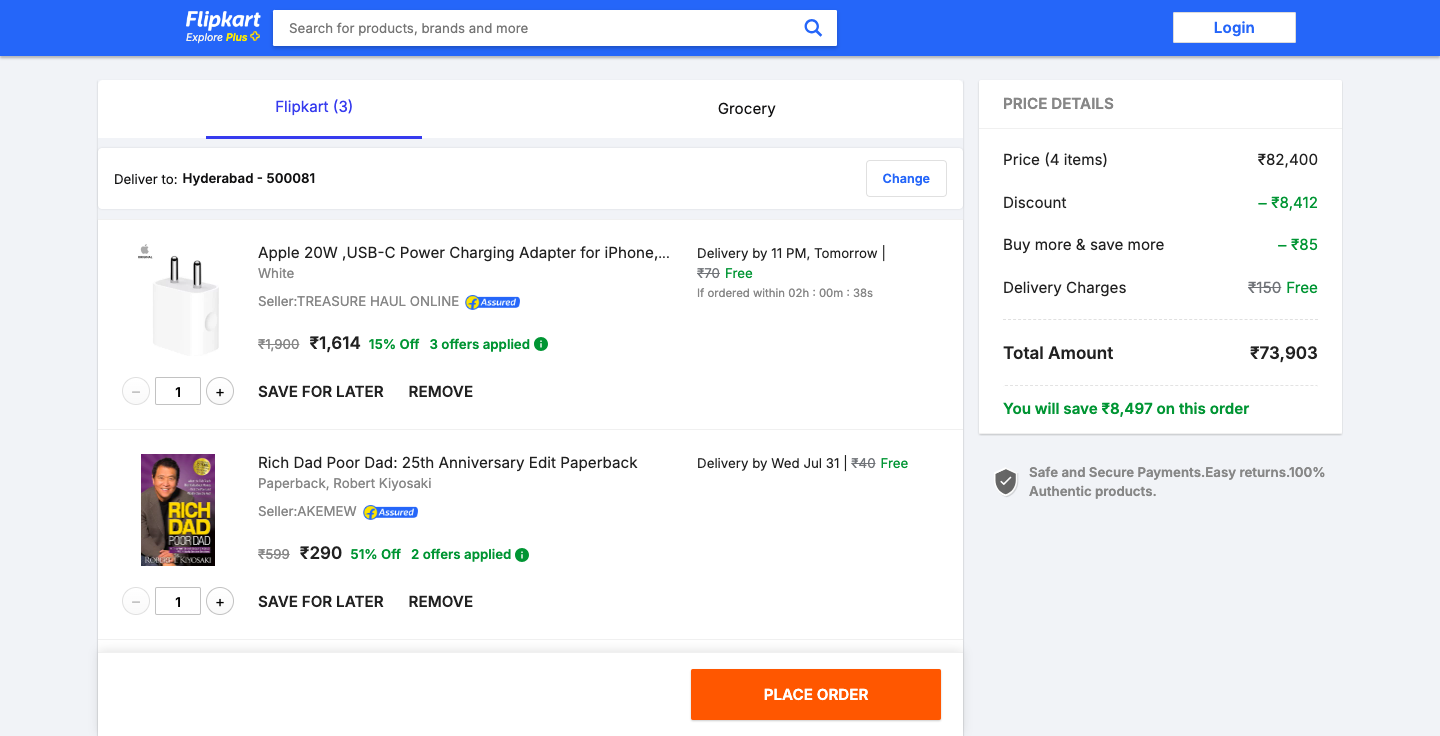 Flipkart
Explore Plus
Search for products, brands and more
Login
Flipkart (3)
Grocery
Deliver to: Hyderabad - 500081
Change
Apple 20W ,USB-C Power Charging Adapter for iPhone,...
White
Seller:TREASURE HAUL ONLINE Assured
₹1,900 ₹1,614 15% Off 3 offers applied
Delivery by 11 PM, Tomorrow |
₹70 Free
If ordered within 02h : 00m : 38s
− 1 + SAVE FOR LATER REMOVE
RICH
DAD
POOR DAD
ROBERT T. KIYOSAKI
Rich Dad Poor Dad: 25th Anniversary Edit Paperback
Paperback, Robert Kiyosaki
Seller:AKEMEW Assured
₹599 ₹290 51% Off 2 offers applied
Delivery by Wed Jul 31 | ₹40 Free
− 1 + SAVE FOR LATER REMOVE
PLACE ORDER
PRICE DETAILS
Price (4 items) ₹82,400
Discount – ₹8,412
Buy more & save more – ₹85
Delivery Charges ₹150 Free
Total Amount ₹73,903
You will save ₹8,497 on this order
Safe and Secure Payments.Easy returns.100%
Authentic products.